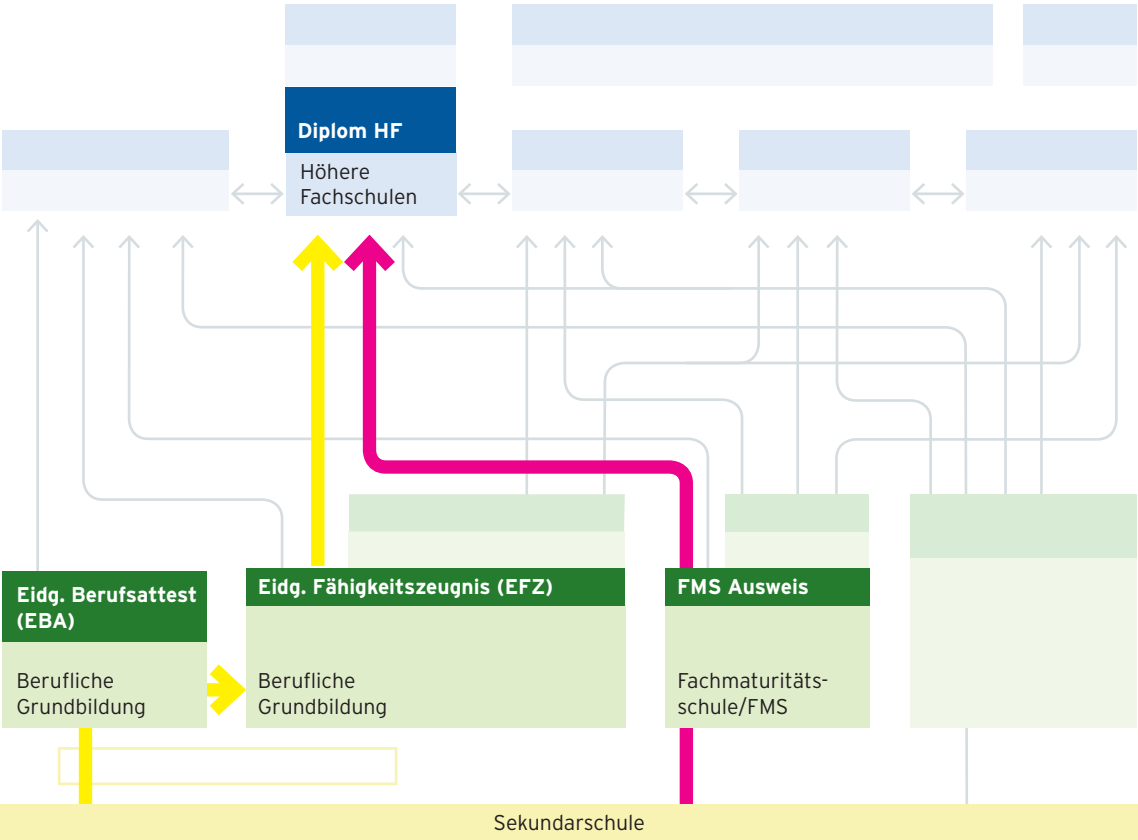 Diplom HF
Höhere
Fachschulen
Eidg. Berufsattest
(EBA)
Berufliche
Grundbildung
Eidg. Fähigkeitszeugnis (EFZ)
Berufliche
Grundbildung
FMS Ausweis
Fachmaturitäts-
schule/FMS
Sekundarschule